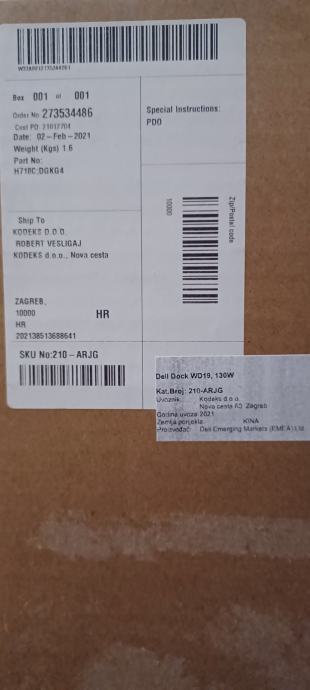 Box 001 of 001
Order No 273534486
Cust PO 21012704
Date: 02-Feb-2021
Weight (Kgs) 1.6
Part No:
H718C:DGKG4
Special Instructions:
PDO
Zip/Postal code
10000
Ship To
KODEKS D.O.O.
ROBERT VESLIGAJ
KODEKS d.o.o., Nova cesta
ZAGREB,
10000 HR
HR
202138513688641
SKU No:210-ARJG
Dell Dock WD19, 130W
Kat.Broj: 210-ARJG
Uvoznik: Kodeks d.o.o.
Nova cesta Zagreb
Godina uvoza 2021
Zemlja porijekla: KINA
Proizvođač: Dell Emerging Markets (EMEA) Ltd